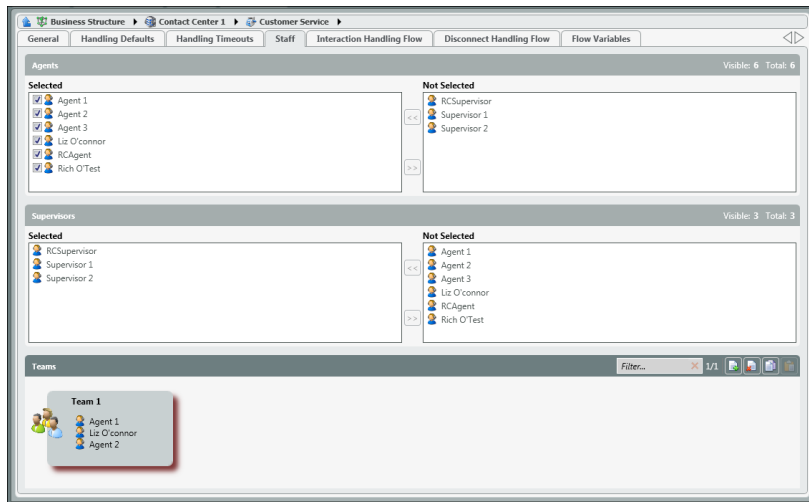 Business Structure Contact Center 1 Customer Service
General Handling Defaults Handling Timeouts Staff Interaction Handling Flow Disconnect Handling Flow Flow Variables
Agents Visible: 6 Total: 6
Selected Not Selected
Agent 1
Agent 2
Agent 3
Liz O'connor
RCAgent
Rich O'Test
<<
>>
RCSupervisor
Supervisor 1
Supervisor 2
Supervisors Visible: 3 Total: 3
Selected Not Selected
RCSupervisor
Supervisor 1
Supervisor 2
<<
>>
Agent 1
Agent 2
Agent 3
Liz O'connor
RCAgent
Rich O'Test
Teams Filter... 1/1
Team 1
Agent 1
Liz O'connor
Agent 2